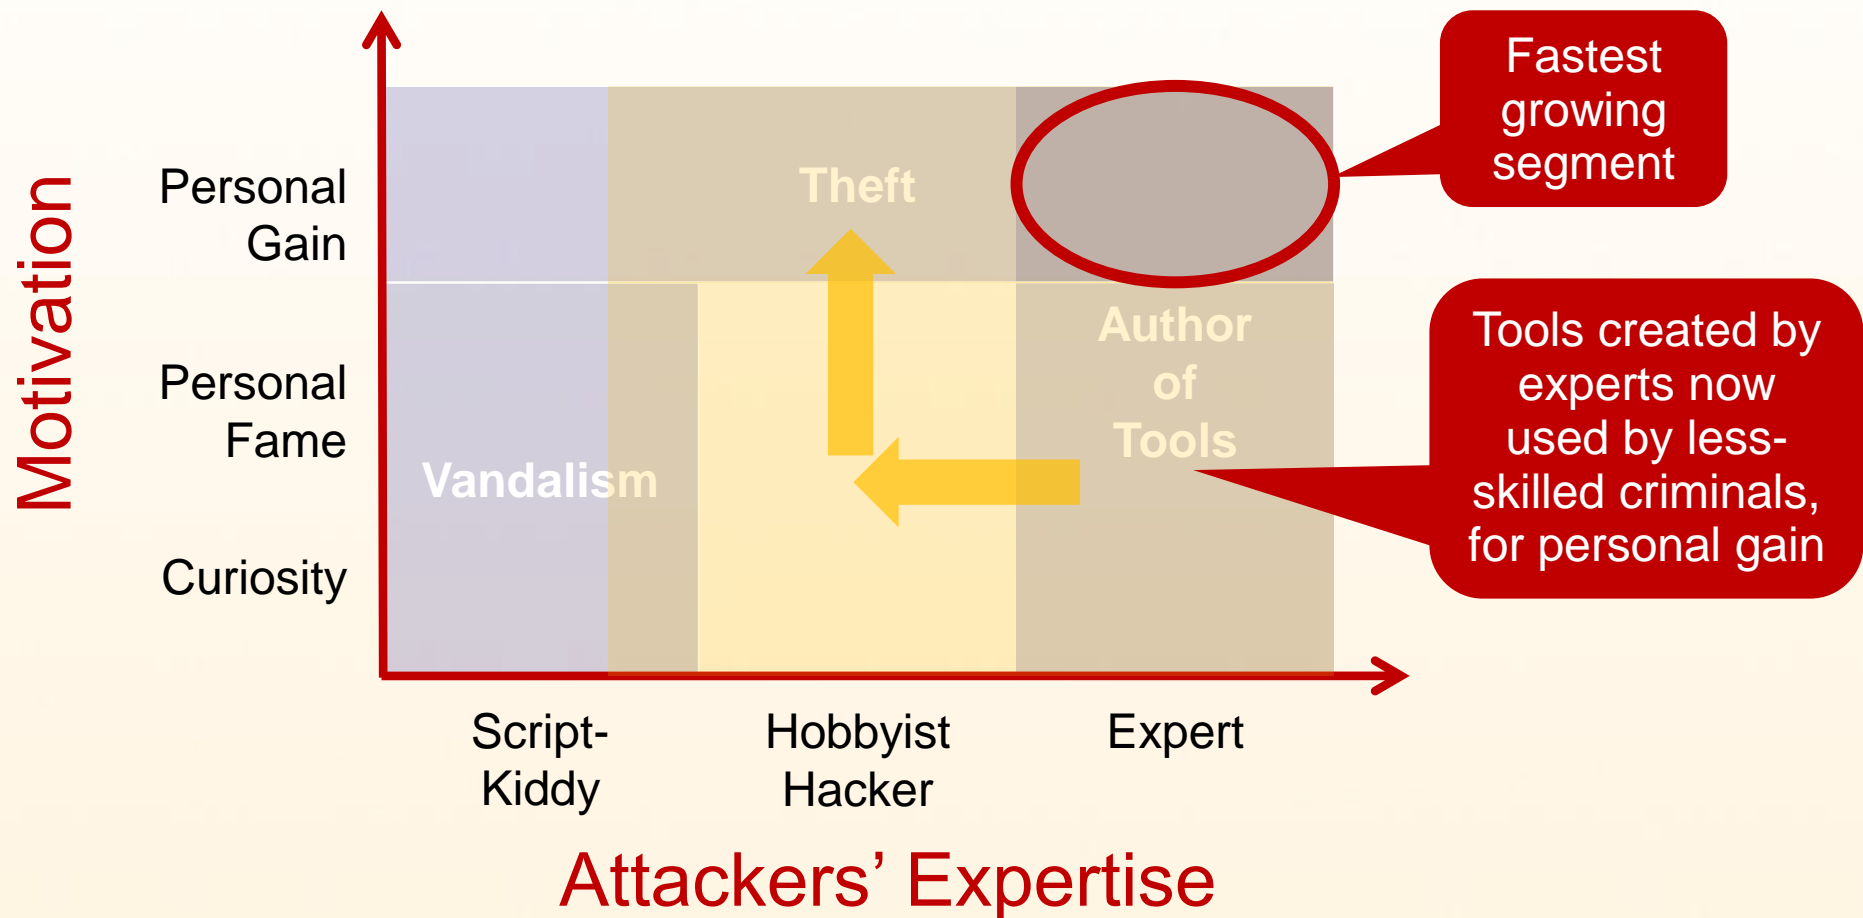 Motivation
Personal
Gain
Personal
Fame
Curiosity
Theft
Vandalism
Author
of
Tools
Fastest
growing
segment
Tools created by
experts now
used by less-
skilled criminals,
for personal gain
Script-
Kiddy
Hobbyist
Hacker
Expert
Attackers’ Expertise